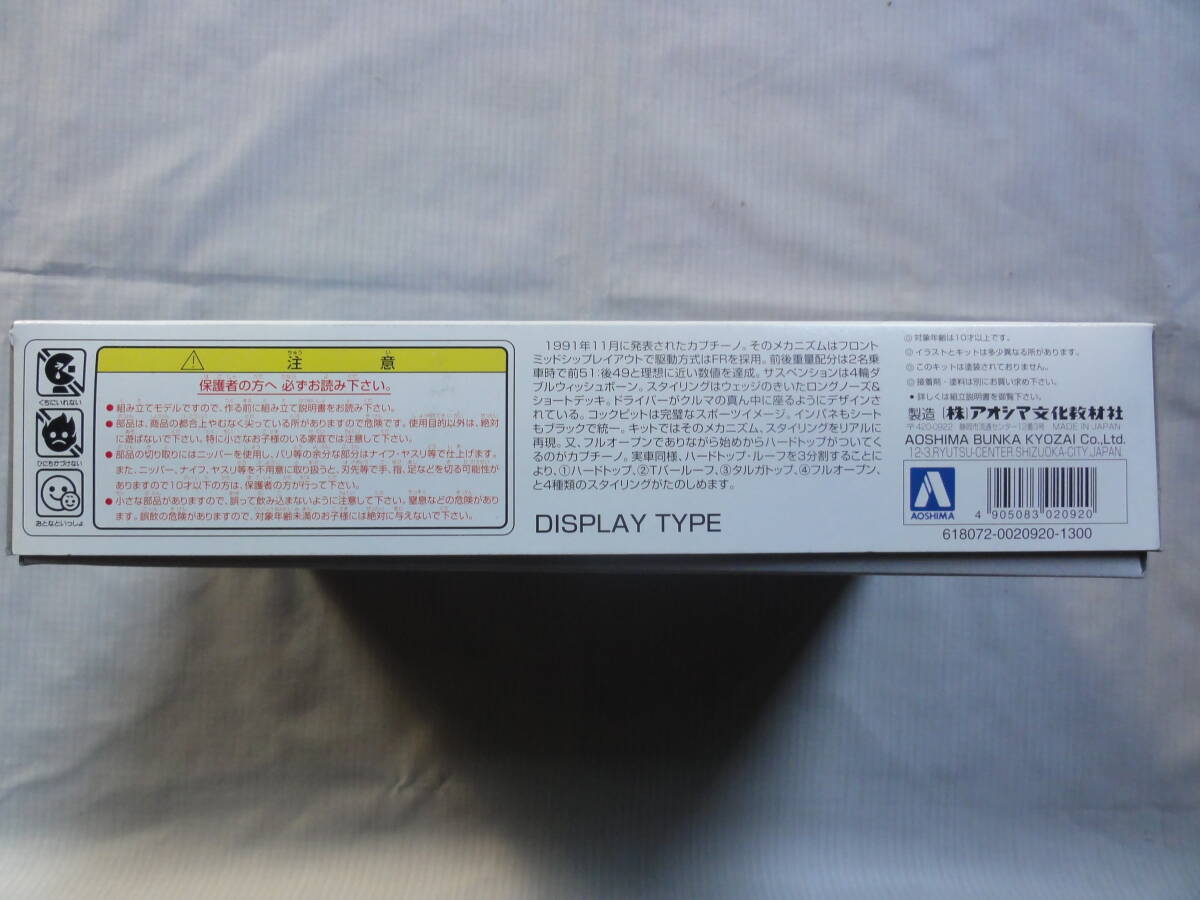 くちにいれない
ひにちかづけない
おとなといっしょ
注 意
ちゅう い
保護者の方へ 必ずお読み下さい。
●組み立てモデルですので、作る前に組み立て説明書をお読み下さい。
●部品は、商品の都合上やむなく尖っている所がありますので危険です。使用目的以外は、絶対
に遊ばないで下さい。特に小さなお子様のいる家庭では注意して下さい。
●部品の切り取りにはニッパーを使用し、バリ等の余分な部分はナイフ・ヤスリ等で仕上げます。
また、ニッパー、ナイフ、ヤスリ等を不用意に取り扱うと、刃先等で手、指、足などを切る可能性が
ありますので10才以下の方は、保護者の方が行って下さい。
●小さな部品がありますので、誤って飲み込まないように注意して下さい。窒息などの危険があり
ます。誤飲の危険がありますので、対象年齢未満のお子様には絶対に与えないで下さい。
1991年11月に発表されたカプチーノ。そのメカニズムはフロント
ミッドシップレイアウトで駆動方式はFRを採用。前後重量配分は2名乗
車時で前51：後49と理想に近い数値を達成。サスペンションは4輪ダ
ブルウィッシュボーン。スタイリングはウェッジのきいたロングノーズ&
ショートデッキ。ドライバーがクルマの真ん中に座るようにデザインさ
れている。コックピットは完璧なスポーツイメージ。インパネもシート
もブラックで統一。キットではそのメカニズム、スタイリングをリアルに
再現。又、フルオープンでありながら始めからハードトップがついてく
るのがカプチーノ。実車同様、ハードトップ・ルーフを3分割することに
より、①ハードトップ、②Tバールーフ、③タルガトップ、④フルオープン、
と4種類のスタイリングがたのしめます。
DISPLAY TYPE
◎対象年齢は10才以上です。
◎イラストとキットは多少異なる所があります。
◎このキットは塗装されておりません。
◎接着剤・塗料は別にお買い求め下さい。
●詳しくは組立説明書を御覧下さい。
製造 (株)アオシマ文化教材社
〒420-0922 静岡市流通センター12番3号 MADE IN JAPAN
AOSHIMA BUNKA KYOZAI Co.,Ltd.
12-3,RYUTSU-CENTER,SHIZUOKA-CITY,JAPAN.
AOSHIMA
4 905083 020920
618072-0020920-1300